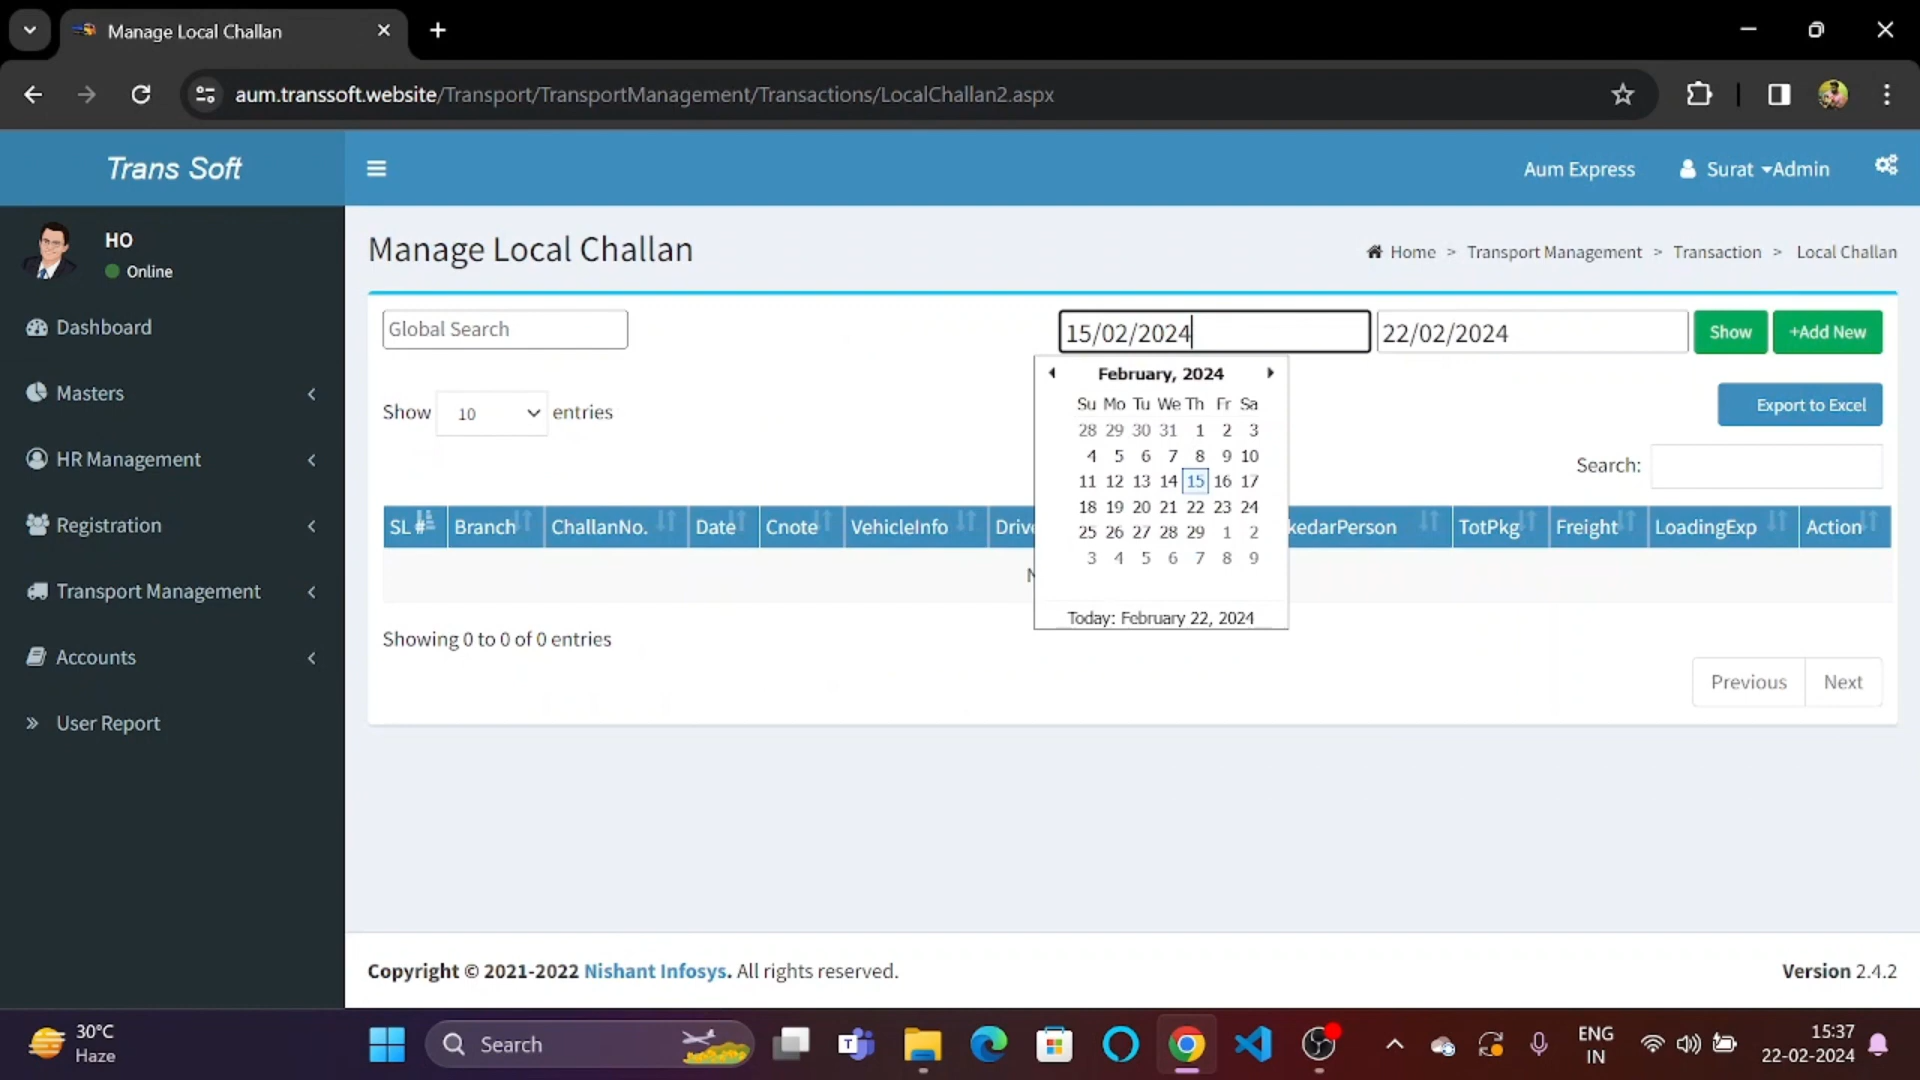 Manage Local Challan
aum.transsoft.website/Transport/TransportManagement/Transactions/LocalChallan2.aspx
Trans Soft
Aum Express
Surat Admin
HO
Online
Dashboard
Masters
HR Management
Registration
Transport Management
Accounts
User Report
Manage Local Challan
Home > Transport Management > Transaction > Local Challan
Global Search
15/02/2024
22/02/2024
Show
+Add New
February, 2024
Su Mo Tu We Th Fr Sa
28 29 30 31 1 2 3
4 5 6 7 8 9 10
11 12 13 14 15 16 17
18 19 20 21 22 23 24
25 26 27 28 29 1 2
3 4 5 6 7 8 9
Today: February 22, 2024
Show 10 entries
Export to Excel
Search:
SL # Branch ChallanNo. Date Cnote VehicleInfo Drive kedarPerson TotPkg Freight LoadingExp Action
N
Showing 0 to 0 of 0 entries
Previous Next
Copyright © 2021-2022 Nishant Infosys. All rights reserved.
Version 2.4.2
30°C
Haze
Search
ENG
IN
15:37
22-02-2024